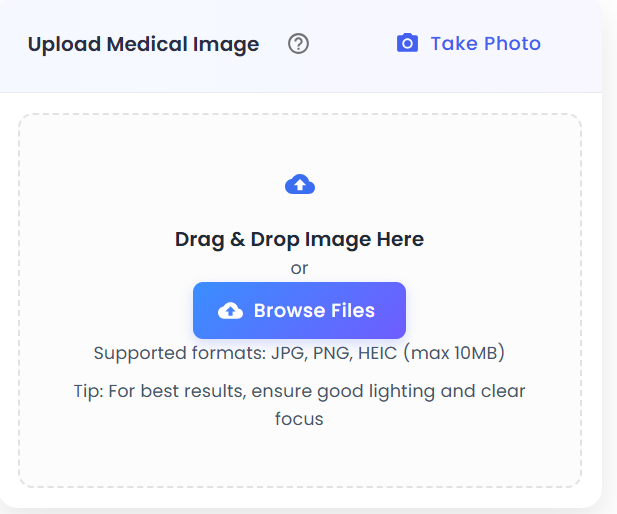 Upload Medical Image
Take Photo
Drag & Drop Image Here
or
Browse Files
Supported formats: JPG, PNG, HEIC (max 10MB)
Tip: For best results, ensure good lighting and clear
focus